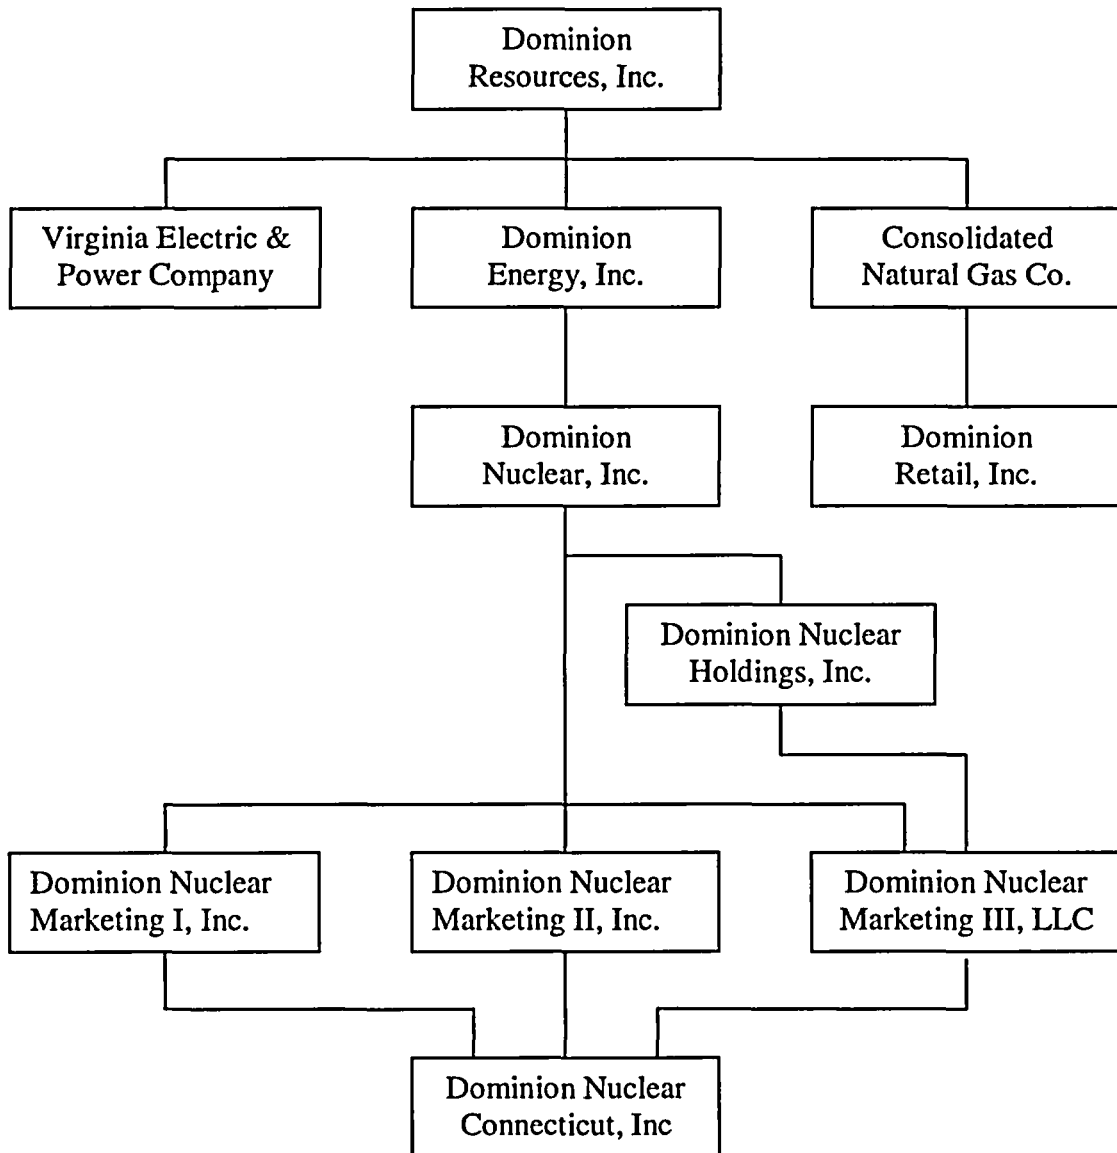 Dominion
Resources, Inc.
Virginia Electric &
Power Company
Dominion
Energy, Inc.
Consolidated
Natural Gas Co.
Dominion
Nuclear, Inc.
Dominion
Retail, Inc.
Dominion Nuclear
Holdings, Inc.
Dominion Nuclear
Marketing I, Inc.
Dominion Nuclear
Marketing II, Inc.
Dominion Nuclear
Marketing III, LLC
Dominion Nuclear
Connecticut, Inc